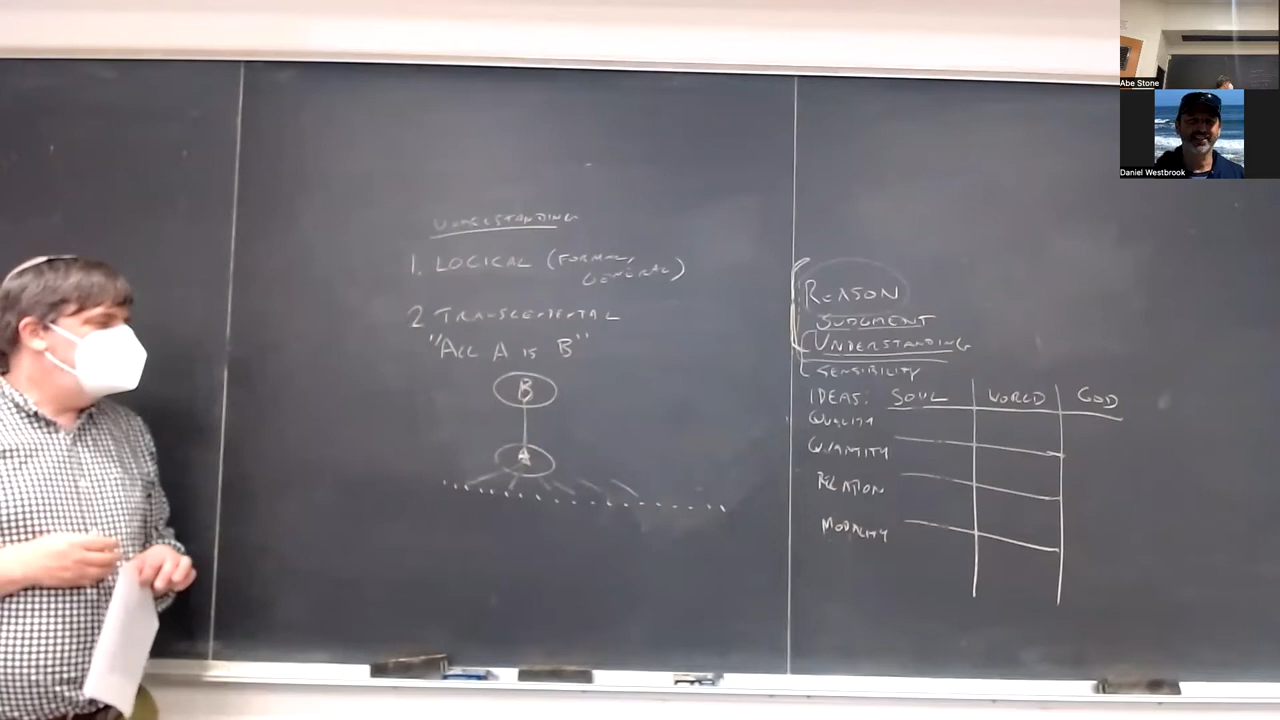 UNDERSTANDING
1. LOGICAL (FORMAL,
GENERAL)
2 TRANSCENDENTAL
"ALL A IS B"
B
A
REASON
JUDGMENT
UNDERSTANDING
SENSIBILITY
IDEAS: SOUL WORLD GOD
QUALITY
QUANTITY
RELATION
MODALITY
Abe Stone
Daniel Westbrook